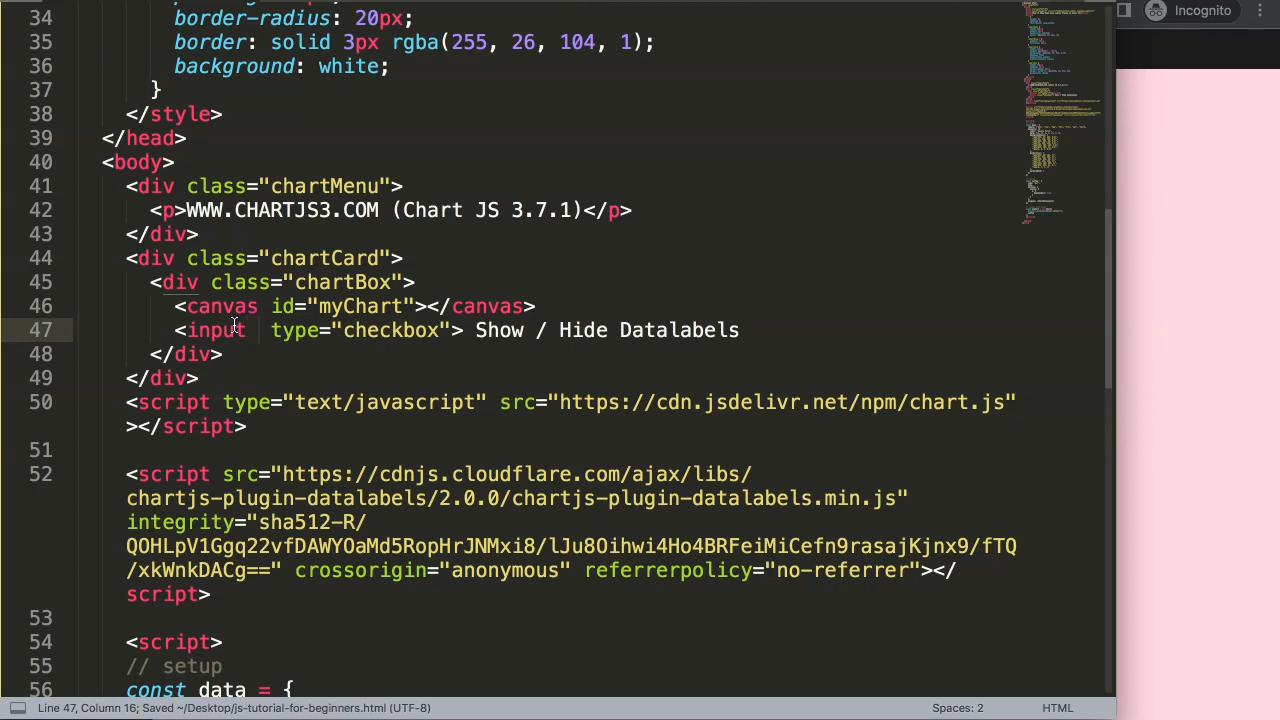 34 border-radius: 20px;
35 border: solid 3px rgba(255, 26, 104, 1);
36 background: white;
37 }
38 </style>
39 </head>
40 <body>
41 <div class="chartMenu">
42 <p>WWW.CHARTJS3.COM (Chart JS 3.7.1)</p>
43 </div>
44 <div class="chartCard">
45 <div class="chartBox">
46 <canvas id="myChart"></canvas>
47 <input  type="checkbox"> Show / Hide Datalabels
48 </div>
49 </div>
50 <script type="text/javascript" src="https://cdn.jsdelivr.net/npm/chart.js"
></script>
51
52 <script src="https://cdnjs.cloudflare.com/ajax/libs/
chartjs-plugin-datalabels/2.0.0/chartjs-plugin-datalabels.min.js"
integrity="sha512-R/
QOHLpV1Ggq22vfDAWYOaMd5RopHrJNMxi8/lJu8Oihwi4Ho4BRFeiMiCefn9rasajKjnx9/fTQ
/xkWnkDACg==" crossorigin="anonymous" referrerpolicy="no-referrer"></
script>
53
54 <script>
55 // setup
56 const data = {
Incognito
Line 47, Column 16; Saved ~/Desktop/js-tutorial-for-beginners.html (UTF-8)
Spaces: 2
HTML